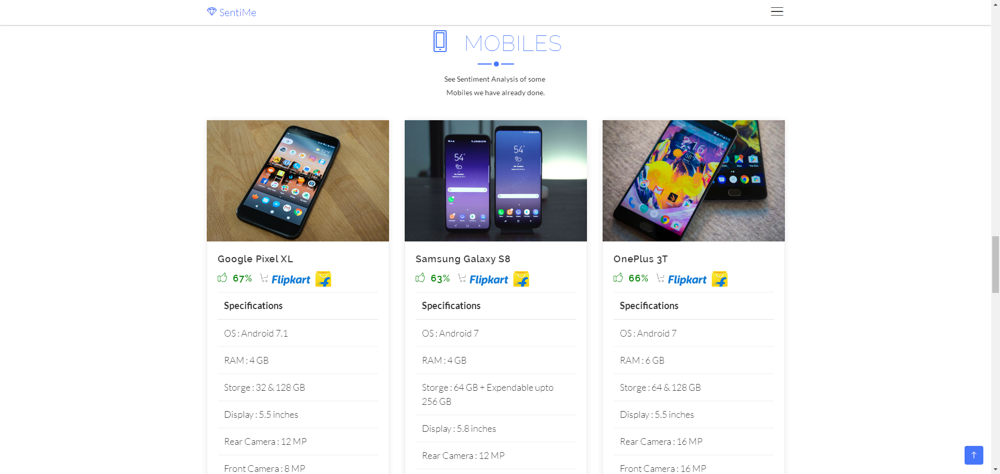 SentiMe
MOBILES
See Sentiment Analysis of some
Mobiles we have already done.
54°
54°
Google Pixel XL
67% Flipkart
Specifications
OS : Android 7.1
RAM : 4 GB
Storge : 32 & 128 GB
Display : 5.5 inches
Rear Camera : 12 MP
Front Camera : 8 MP
Samsung Galaxy S8
63% Flipkart
Specifications
OS : Android 7
RAM : 4 GB
Storge : 64 GB + Expendable upto
256 GB
Display : 5.8 inches
Rear Camera : 12 MP
OnePlus 3T
66% Flipkart
Specifications
OS : Android 7
RAM : 6 GB
Storge : 64 & 128 GB
Display : 5.5 inches
Rear Camera : 16 MP
Front Camera : 16 MP